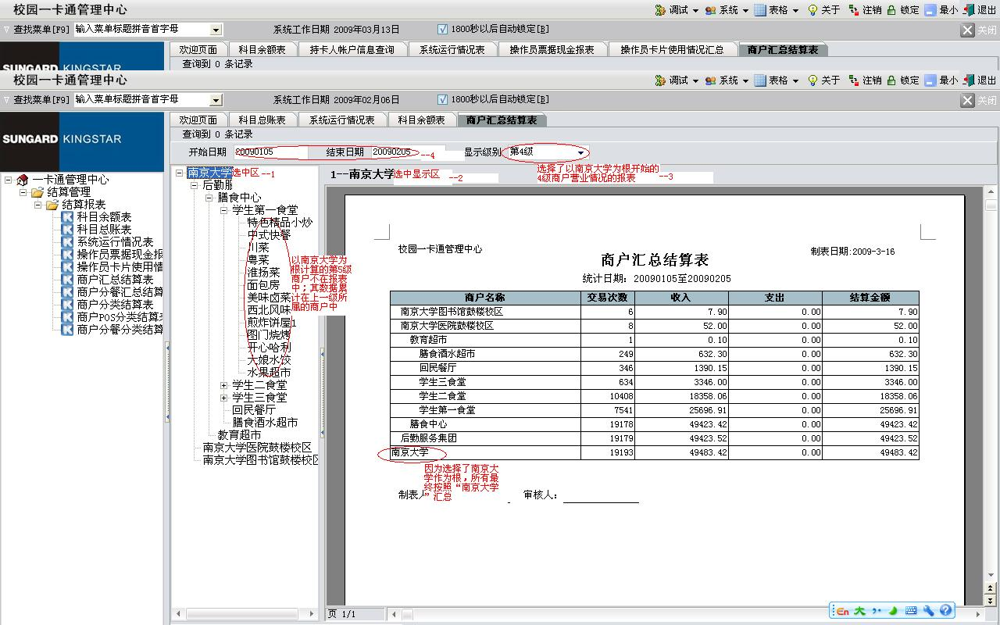 校园一卡通管理中心
调试 系统 表格 关于 注销 锁定 最小 退出
查找菜单[F9] 输入菜单标题拼音首字母 系统工作日期 2009年03月13日 1800秒以后自动锁定[B] 关闭
欢迎页面 科目余额表 持卡人帐户信息查询 系统运行情况表 操作员票据现金报表 操作员卡片使用情况汇总 商户汇总结算表
SUNGARD KINGSTAR
查询到 0 条记录
校园一卡通管理中心
调试 系统 表格 关于 注销 锁定 最小 退出
查找菜单[F9] 输入菜单标题拼音首字母 系统工作日期 2009年02月06日 1800秒以后自动锁定[B] 关闭
欢迎页面 科目总账表 系统运行情况表 科目余额表 商户汇总结算表
查询到 0 条记录
SUNGARD KINGSTAR
开始日期 20090105 结束日期 20090205 --4 显示级别 第4级
一卡通管理中心
结算管理
结算报表
科目余额表
科目总账表
系统运行情况表
操作员票据现金报
操作员卡片使用情
商户汇总结算表
商户分餐汇总结算
商户分类结算表
商户POS分类结算表
商户分餐分类结算
南京大学 选中区 --1
后勤服
膳食中心
学生第一食堂
特色精品小炒
中式快餐
川菜
粤菜
淮扬菜
面包房
美味卤菜
西北风味
煎炸饼屋1
图门烧烤
开心哈利
大娘水饺
水果超市
学生二食堂
学生三食堂
回民餐厅
膳食酒水超市
教育超市
南京大学医院鼓楼校区
南京大学图书馆鼓楼校区
以南京大学为
根计算的第5级
商户不在报表
中；其数据累
计在上一级所
属的商户中
1--南京大学 选中显示区 --2
选择了以南京大学为根开始的
4级商户营业情况的报表 --3
校园一卡通管理中心
商户汇总结算表
制表日期:2009-3-16
统计日期：20090105至20090205
商户名称 交易次数 收入 支出 结算金额
南京大学图书馆鼓楼校区 6 7.90 0.00 7.90
南京大学医院鼓楼校区 8 52.00 0.00 52.00
教育超市 1 0.10 0.00 0.10
膳食酒水超市 249 632.30 0.00 632.30
回民餐厅 346 1390.15 0.00 1390.15
学生三食堂 634 3346.00 0.00 3346.00
学生二食堂 10408 18358.06 0.00 18358.06
学生第一食堂 7541 25696.91 0.00 25696.91
膳食中心 19178 49423.42 0.00 49423.42
后勤服务集团 19179 49423.52 0.00 49423.52
南京大学 19193 49483.42 0.00 49483.42
因为选择了南京大
学作为根，所有最
终按照“南京大学
”汇总
制表人 审核人：
页 1/1
En 大